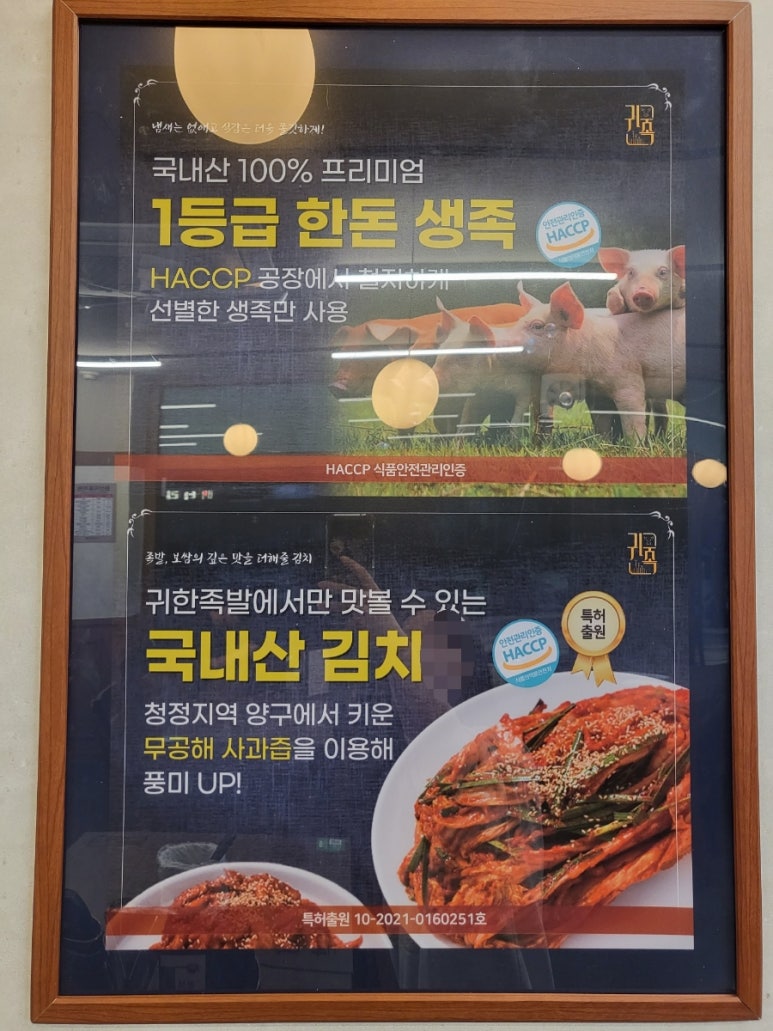 냄새는 없애고 식감은 더욱 쫄깃하게!
귀족
국내산 100% 프리미엄
1등급 한돈 생족
안전관리인증
HACCP
HACCP 공장에서 철저하게
선별한 생족만 사용
HACCP 식품안전관리인증
족발, 보쌈의 깊은 맛을 더해줄 김치
귀족
귀한족발에서만 맛볼 수 있는
국내산 김치
안전관리인증
HACCP
특허
출원
청정지역 양구에서 키운
무공해 사과즙을 이용해
풍미 UP!
특허출원 10-2021-0160251호